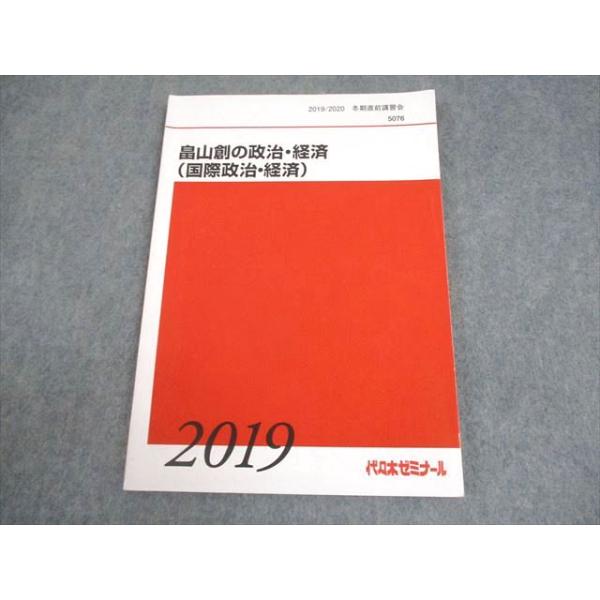 2019/2020 冬期直前講習会
5076
畠山創の政治・経済
(国際政治・経済)
2019
代々木ゼミナール